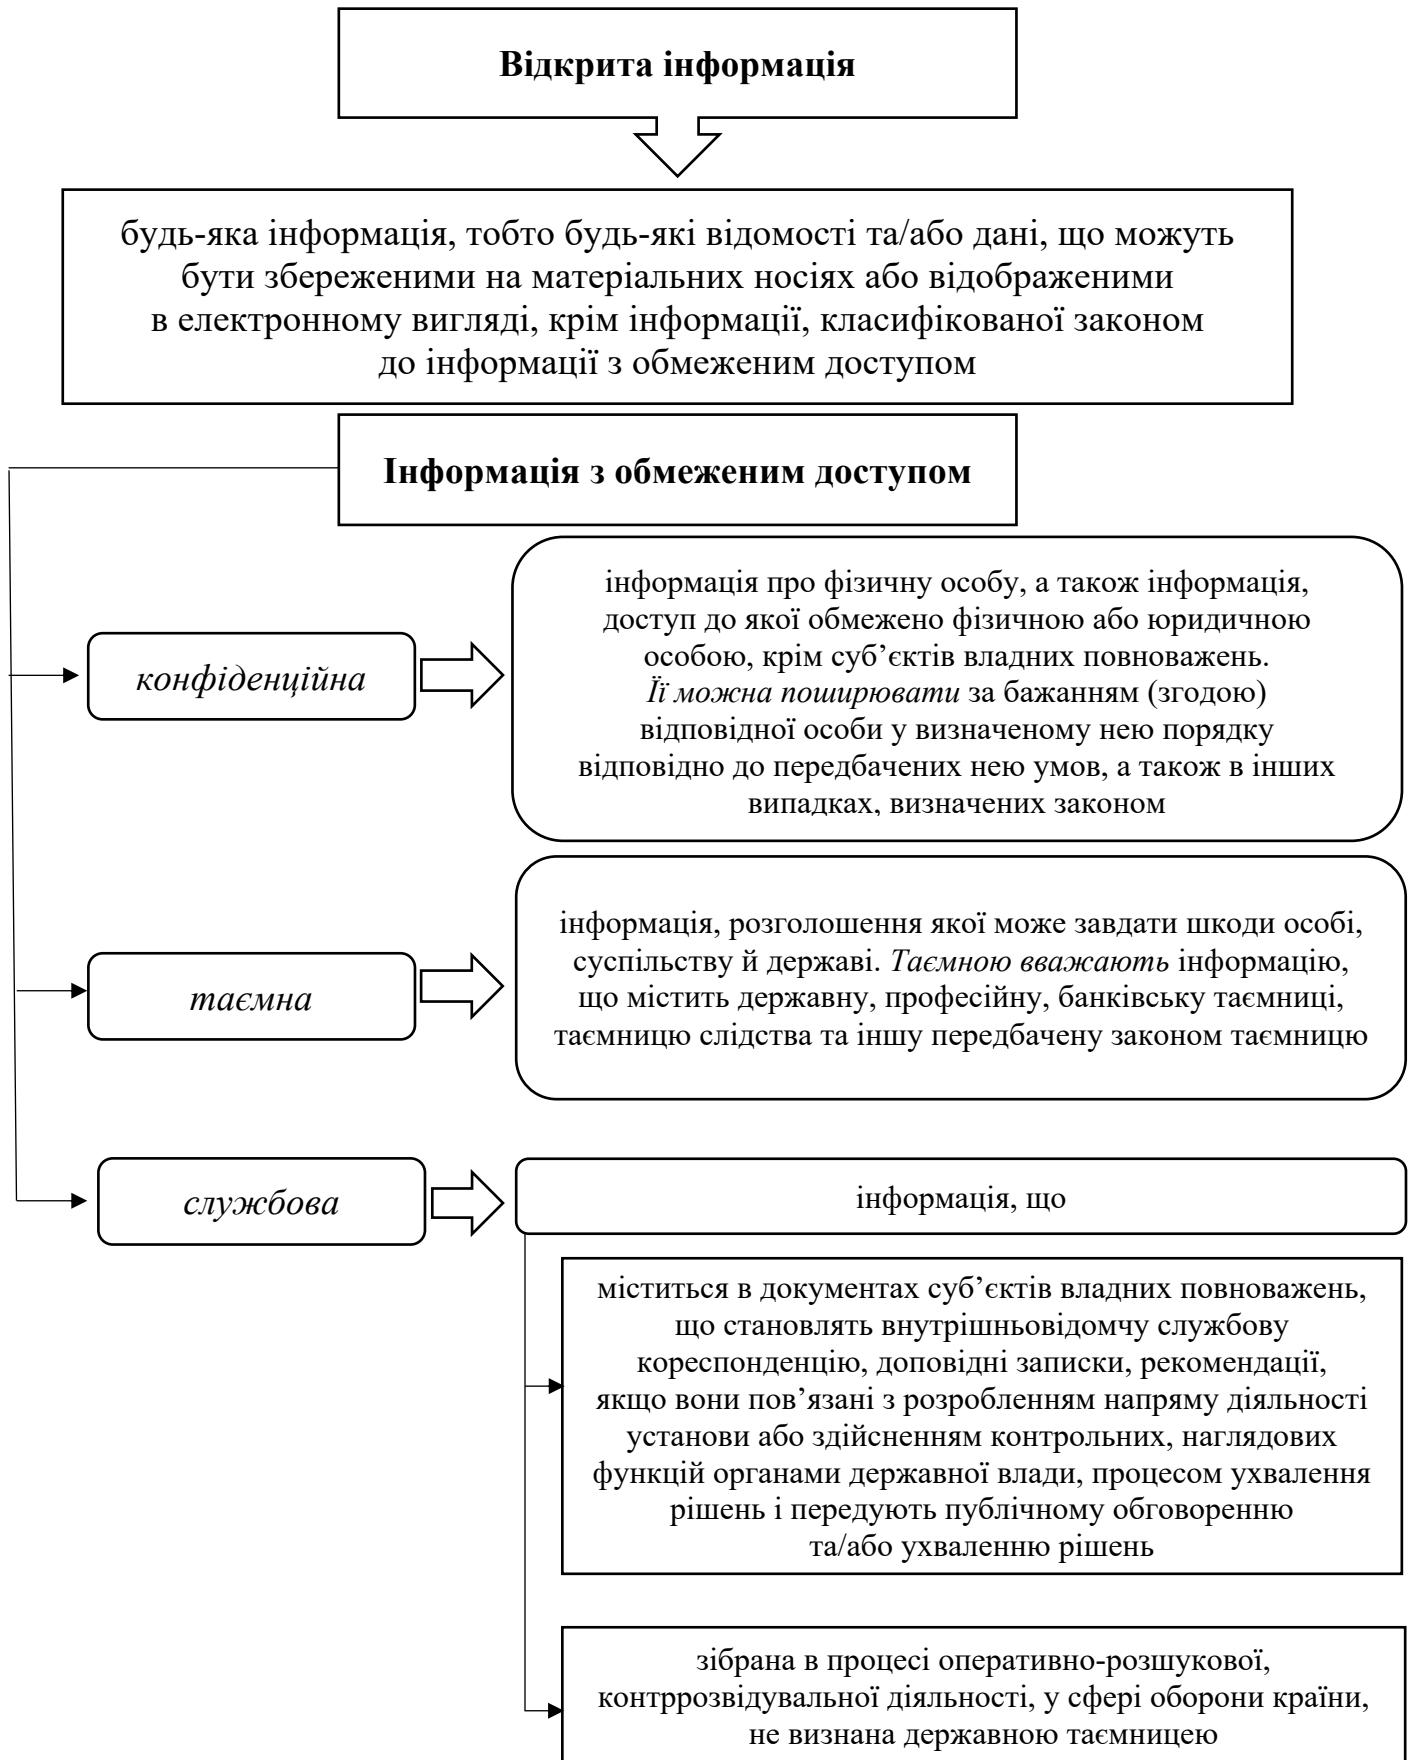 Відкрита інформація
будь-яка інформація, тобто будь-які відомості та/або дані, що можуть
бути збереженими на матеріальних носіях або відображеними
в електронному вигляді, крім інформації, класифікованої законом
до інформації з обмеженим доступом
Інформація з обмеженим доступом
конфіденційна
інформація про фізичну особу, а також інформація,
доступ до якої обмежено фізичною або юридичною
особою, крім суб’єктів владних повноважень.
Її можна поширювати за бажанням (згодою)
відповідної особи у визначеному нею порядку
відповідно до передбачених нею умов, а також в інших
випадках, визначених законом
таємна
інформація, розголошення якої може завдати шкоди особі,
суспільству й державі. Таємною вважають інформацію,
що містить державну, професійну, банківську таємниці,
таємницю слідства та іншу передбачену законом таємницю
службова
інформація, що
міститься в документах суб’єктів владних повноважень,
що становлять внутрішньовідомчу службову
кореспонденцію, доповідні записки, рекомендації,
якщо вони пов’язані з розробленням напряму діяльності
установи або здійсненням контрольних, наглядових
функцій органами державної влади, процесом ухвалення
рішень і передують публічному обговоренню
та/або ухваленню рішень
зібрана в процесі оперативно-розшукової,
контррозвідувальної діяльності, у сфері оборони країни,
не визнана державною таємницею